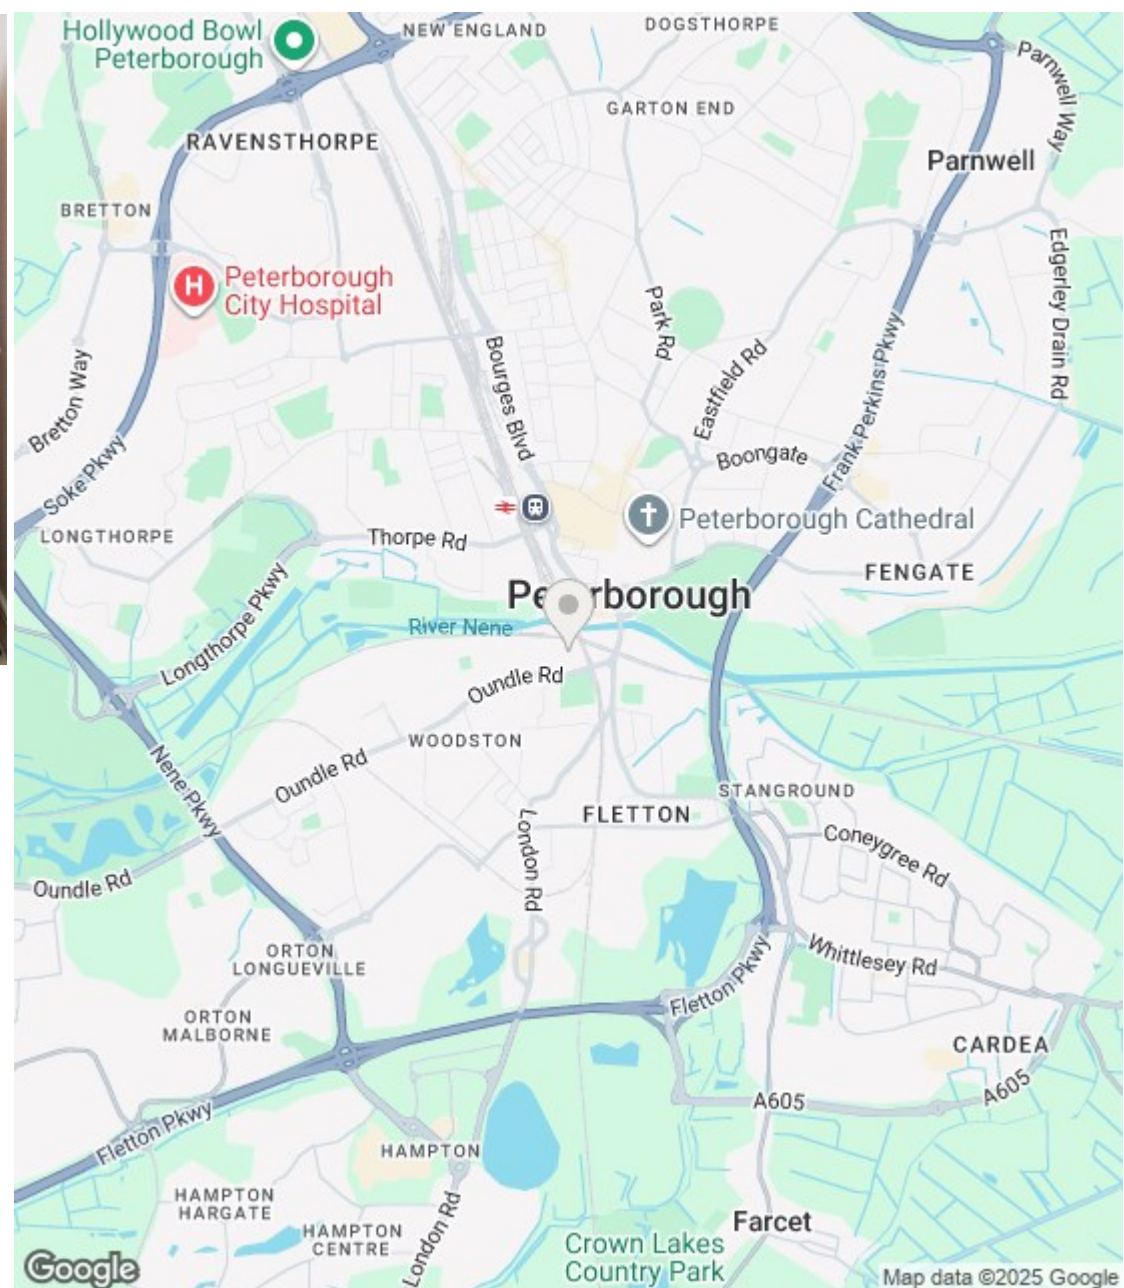 Hollywood Bowl
Peterborough
NEW ENGLAND
DOGSTHORPE
Parnwell Way
GARTON END
RAVENSTHORPE
Parnwell
BRETTON
Peterborough
City Hospital
Edgerley Drain Rd
Park Rd
Bourges Blvd
Eastfield Rd
Frank Perkins Pkwy
Bretton Way
Boongate
Soke Pkwy
Peterborough Cathedral
LONGTHORPE
Thorpe Rd
FENGATE
Peterborough
Longthorpe Pkwy
River Nene
Oundle Rd
WOODSTON
Oundle Rd
Nene Pkwy
STANGROUND
FLETTON
London Rd
Coneygree Rd
Oundle Rd
ORTON
LONGUEVILLE
Whittlesey Rd
Fletton Pkwy
ORTON
MALBORNE
CARDEA
A605
A605
Fletton Pkwy
HAMPTON
HAMPTON
HARGATE
London Rd
Farcet
HAMPTON
CENTRE
Crown Lakes
Country Park
Google
Map data ©2025 Google